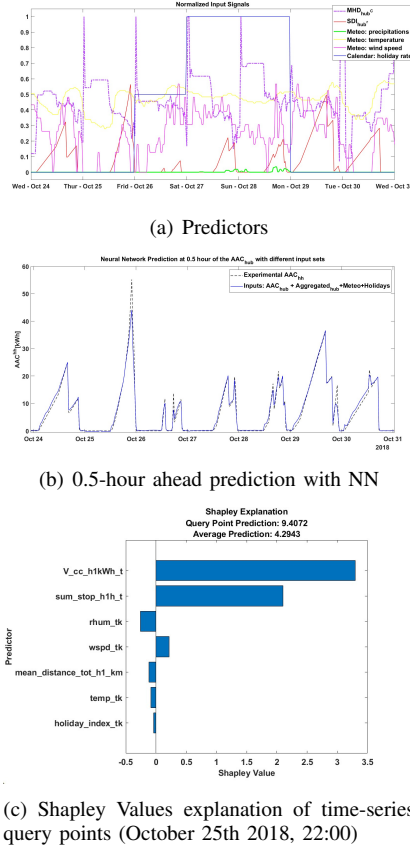 Normalized Input Signals
MHD_hub^c
SDI_hub^c
Meteo: precipitations
Meteo: temperature
Meteo: wind speed
Calendar: holiday rate
1
0.9
0.8
0.7
0.6
0.5
0.4
0.3
0.2
0.1
0
Wed - Oct 24 Thur - Oct 25 Frid - Oct 26 Sat - Oct 27 Sun - Oct 28 Mon - Oct 29 Tue - Oct 30 Wed - Oct 3
(a) Predictors
Neural Network Prediction at 0.5 hour of the AAC_hub with different input sets
Experimental AAC_hb
Inputs: AAC_hub + Aggregated_hub+Meteo+Holidays
AAC^hb[kWh]
60
50
40
30
20
10
0
Oct 24 Oct 25 Oct 26 Oct 27 Oct 28 Oct 29 Oct 30 Oct 31
2018
(b) 0.5-hour ahead prediction with NN
Shapley Explanation
Query Point Prediction: 9.4072
Average Prediction: 4.2943
Predictor
V_cc_h1kWh_t
sum_stop_h1h_t
rhum_tk
wspd_tk
mean_distance_tot_h1_km
temp_tk
holiday_index_tk
-0.5 0 0.5 1 1.5 2 2.5 3 3.5
Shapley Value
(c) Shapley Values explanation of time-series
query points (October 25th 2018, 22:00)